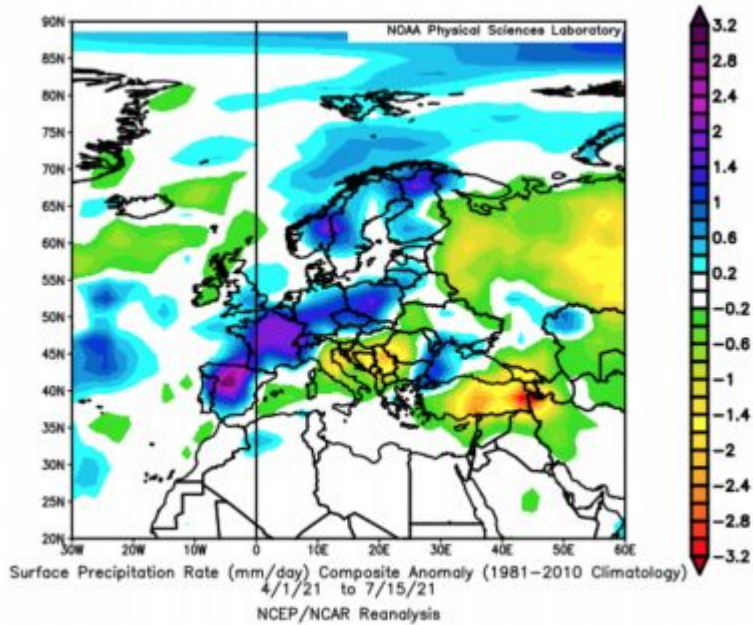 NOAA Physical Sciences Laboratory
90N
85N
80N
75N
70N
65N
60N
55N
50N
45N
40N
35N
30N
25N
20N
30W
20W
10W
0
10E
20E
30E
40E
50E
60E
3.2
2.8
2.4
2
1.6
1
0.6
0.2
-0.2
-0.6
-1
-1.4
-2
-2.4
-2.8
-3.2
Surface Precipitation Rate (mm/day) Composite Anomaly (1981-2010 Climatology)
4/1/21 to 7/15/21
NCEP/NCAR Reanalysis